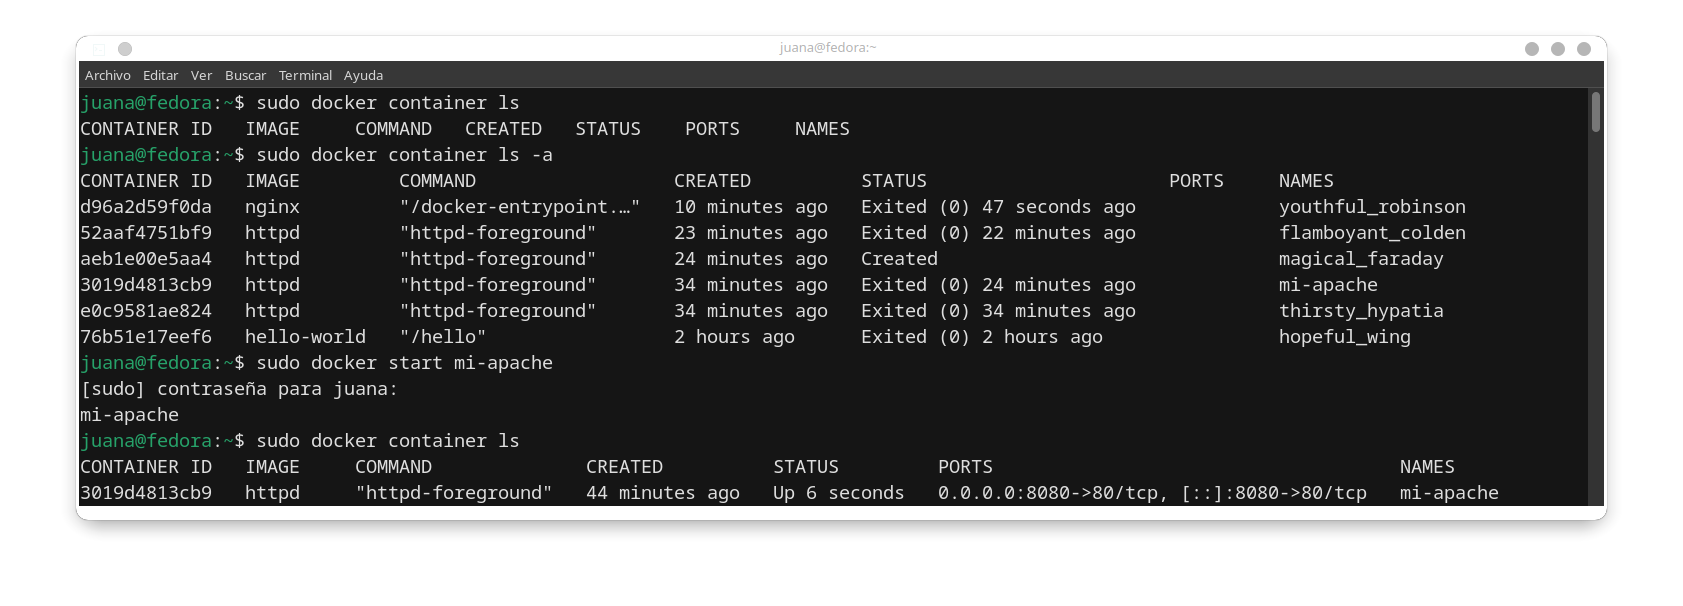 juana@fedora:~
Archivo Editar Ver Buscar Terminal Ayuda
juana@fedora:~$ sudo docker container ls
CONTAINER ID   IMAGE     COMMAND   CREATED   STATUS    PORTS     NAMES
juana@fedora:~$ sudo docker container ls -a
CONTAINER ID   IMAGE         COMMAND                  CREATED          STATUS                      PORTS     NAMES
d96a2d59f0da   nginx         "/docker-entrypoint.…"   10 minutes ago   Exited (0) 47 seconds ago             youthful_robinson
52aaf4751bf9   httpd         "httpd-foreground"       23 minutes ago   Exited (0) 22 minutes ago             flamboyant_colden
aeb1e00e5aa4   httpd         "httpd-foreground"       24 minutes ago   Created                               magical_faraday
3019d4813cb9   httpd         "httpd-foreground"       34 minutes ago   Exited (0) 24 minutes ago             mi-apache
e0c9581ae824   httpd         "httpd-foreground"       34 minutes ago   Exited (0) 34 minutes ago             thirsty_hypatia
76b51e17eef6   hello-world   "/hello"                 2 hours ago      Exited (0) 2 hours ago                hopeful_wing
juana@fedora:~$ sudo docker start mi-apache
[sudo] contraseña para juana:
mi-apache
juana@fedora:~$ sudo docker container ls
CONTAINER ID   IMAGE     COMMAND              CREATED          STATUS         PORTS                                     NAMES
3019d4813cb9   httpd     "httpd-foreground"   44 minutes ago   Up 6 seconds   0.0.0.0:8080->80/tcp, [::]:8080->80/tcp   mi-apache